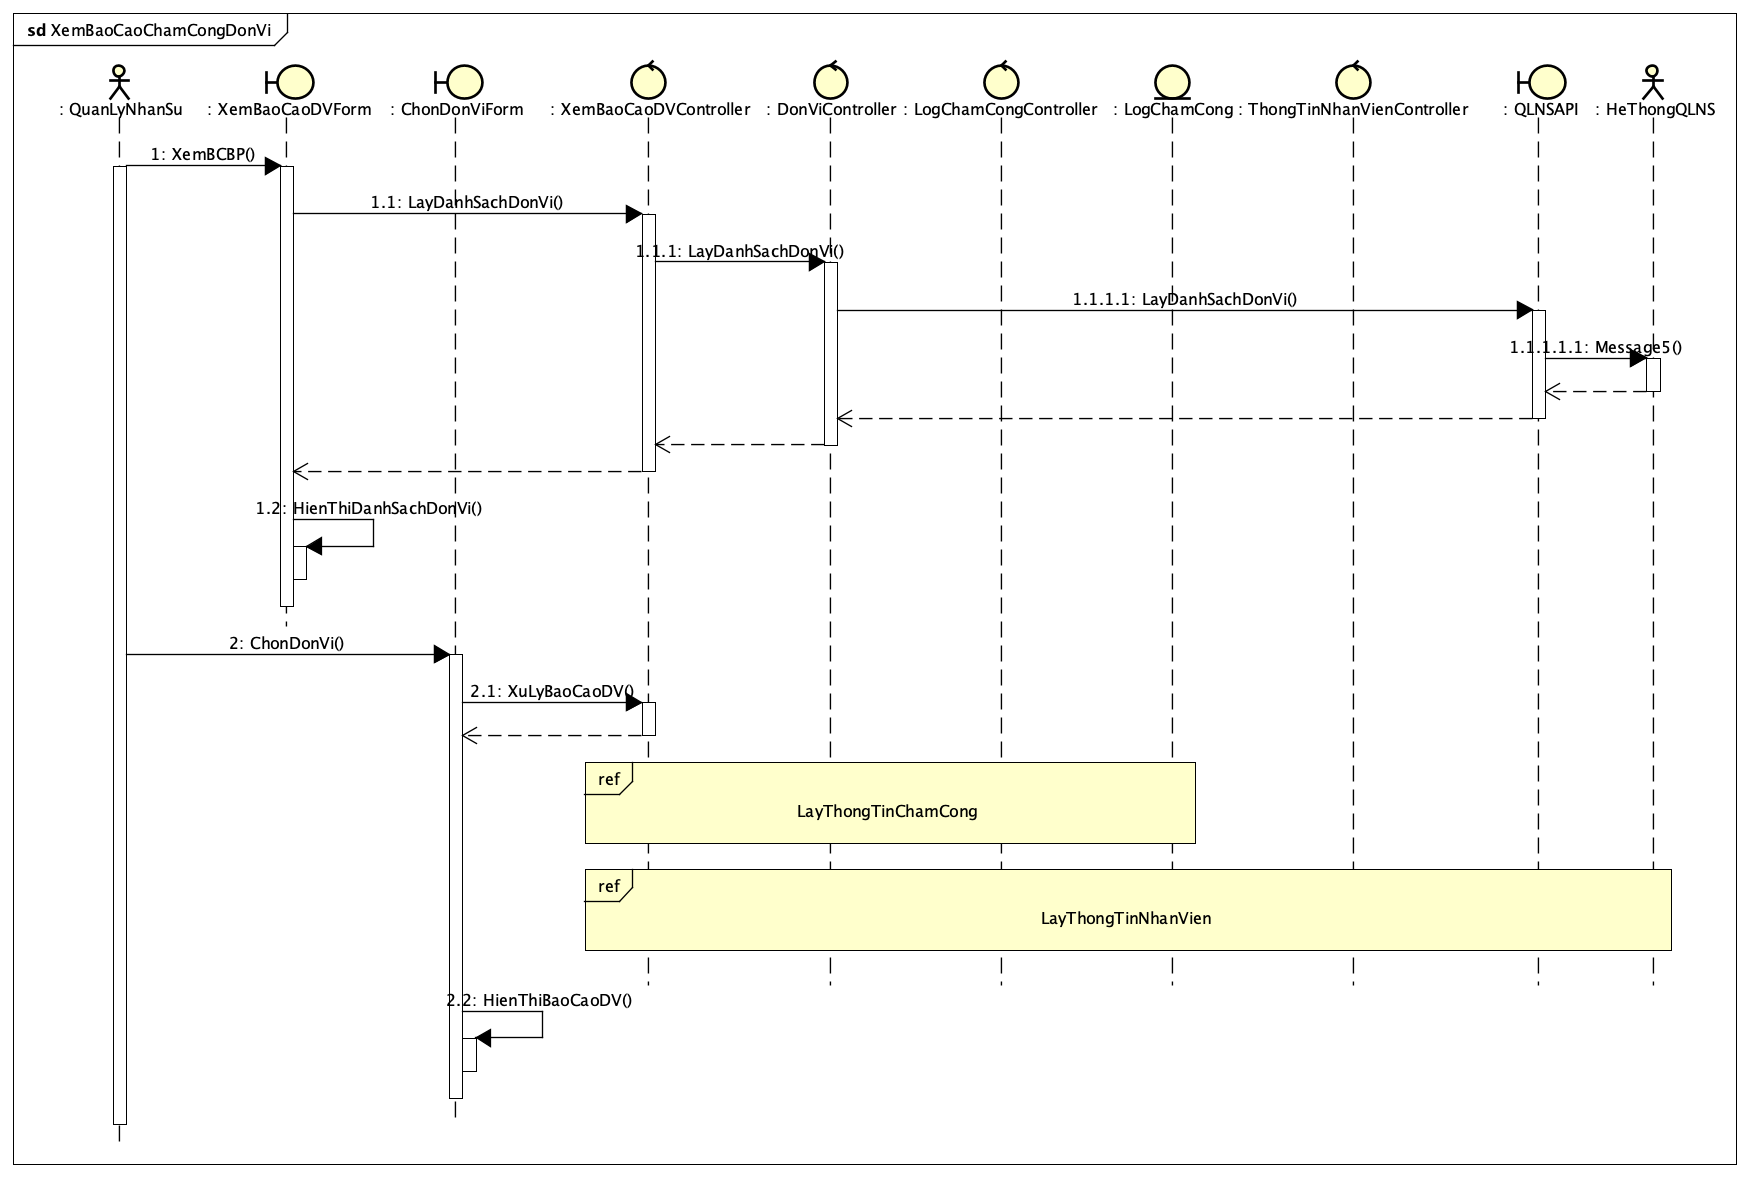 sd XemBaoCaoChamCongDonVi
: QuanLyNhanSu
: XemBaoCaoDVForm
: ChonDonViForm
: XemBaoCaoDVController
: DonViController
: LogChamCongController
: LogChamCong
: ThongTinNhanVienController
: QLNSAPI
: HeThongQLNS
1: XemBCBP()
1.1: LayDanhSachDonVi()
1.1.1: LayDanhSachDonVi()
1.1.1.1: LayDanhSachDonVi()
1.1.1.1.1: Message5()
1.2: HienThiDanhSachDonVi()
2: ChonDonVi()
2.1: XuLyBaoCaoDV()
ref
LayThongTinChamCong
ref
LayThongTinNhanVien
2.2: HienThiBaoCaoDV()